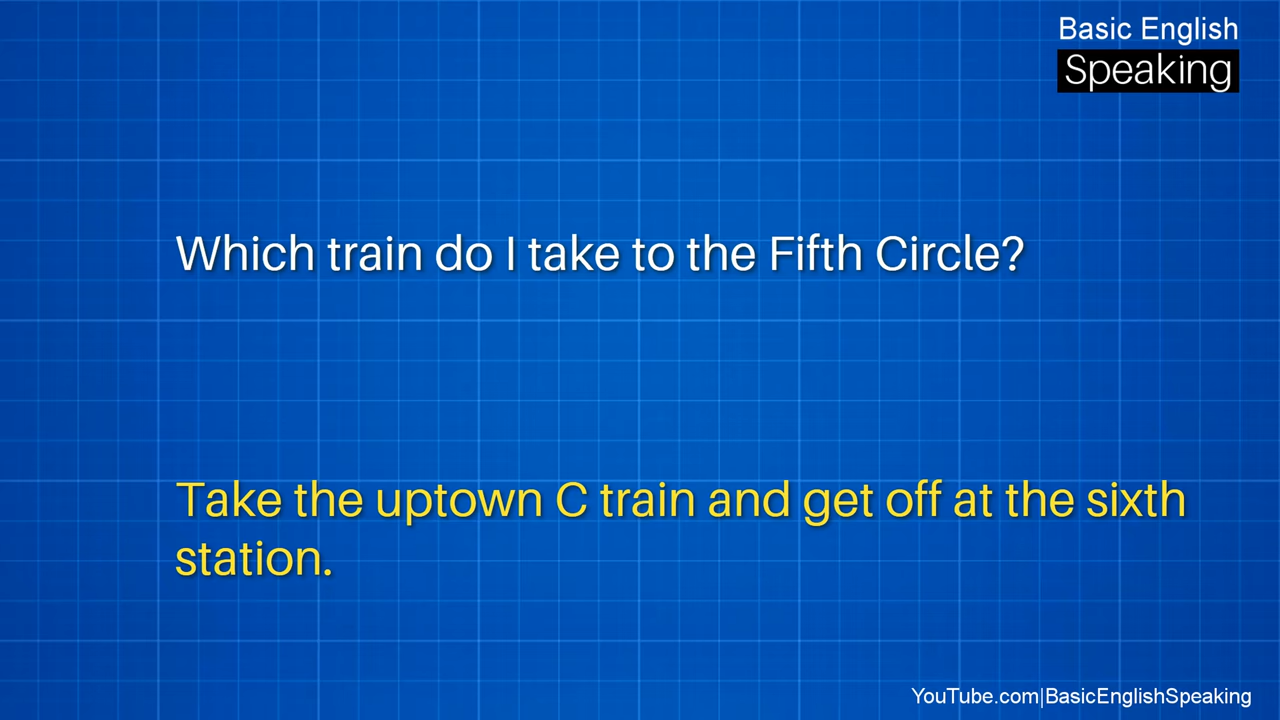 Basic English
Speaking
Which train do I take to the Fifth Circle?
Take the uptown C train and get off at the sixth
station.
YouTube.com|BasicEnglishSpeaking